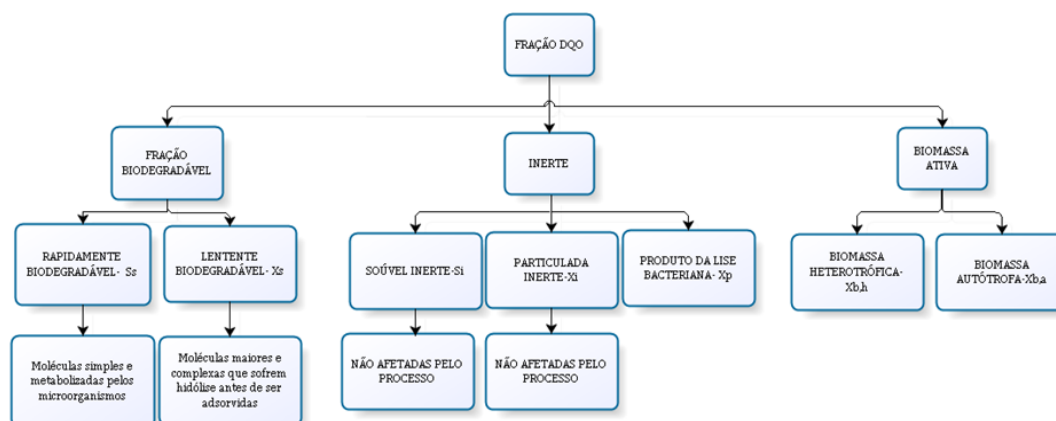 FRAÇÃO DQO
FRAÇÃO
BIODEGRADÁVEL
INERTE
BIOMASSA
ATIVA
RAPIDAMENTE
BIODEGRADÁVEL- Ss
LENTENTE
BIODEGRADÁVEL- Xs
SOÚVEL INERTE-Si
PARTICULADA
INERTE-Xi
PRODUTO DA LISE
BACTERIANA- Xp
BIOMASSA
HETEROTRÓFICA-
Xb,h
BIOMASSA
AUTÓTROFA-Xb,a
Moléculas simples e
metabolizadas pelos
microorganismos
Moléculas maiores e
complexas que sofrem
hidólise antes de ser
adsorvidas
NÃO AFETADAS PELO
PROCESSO
NÃO AFETADAS PELO
PROCESSO